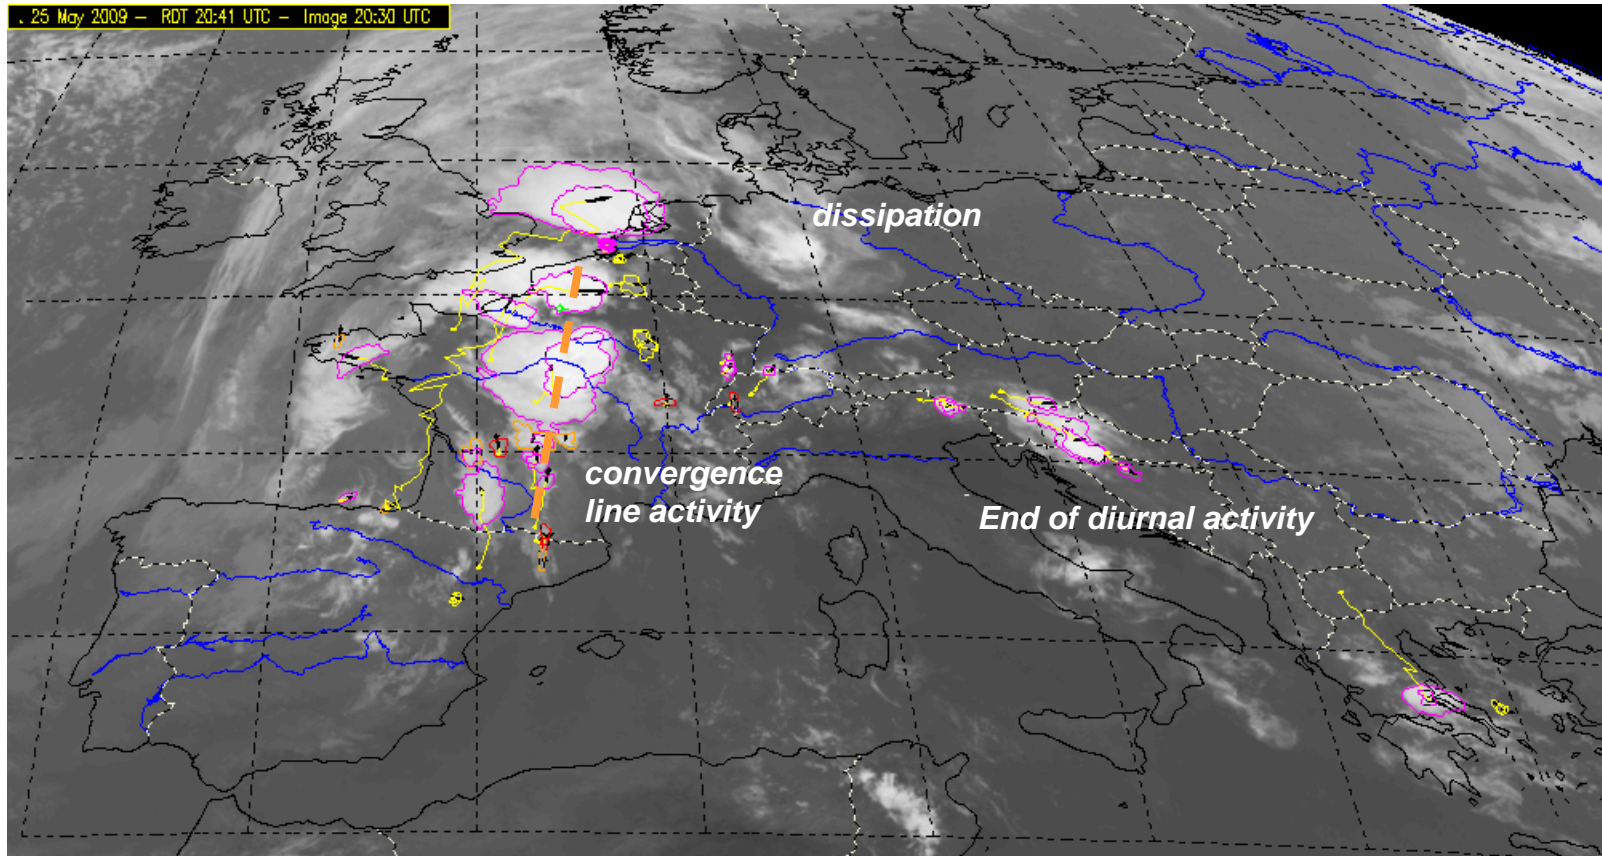 . 25 May 2009 – RDT 20:41 UTC – Image 20:30 UTC
dissipation
convergence
line activity
End of diurnal activity